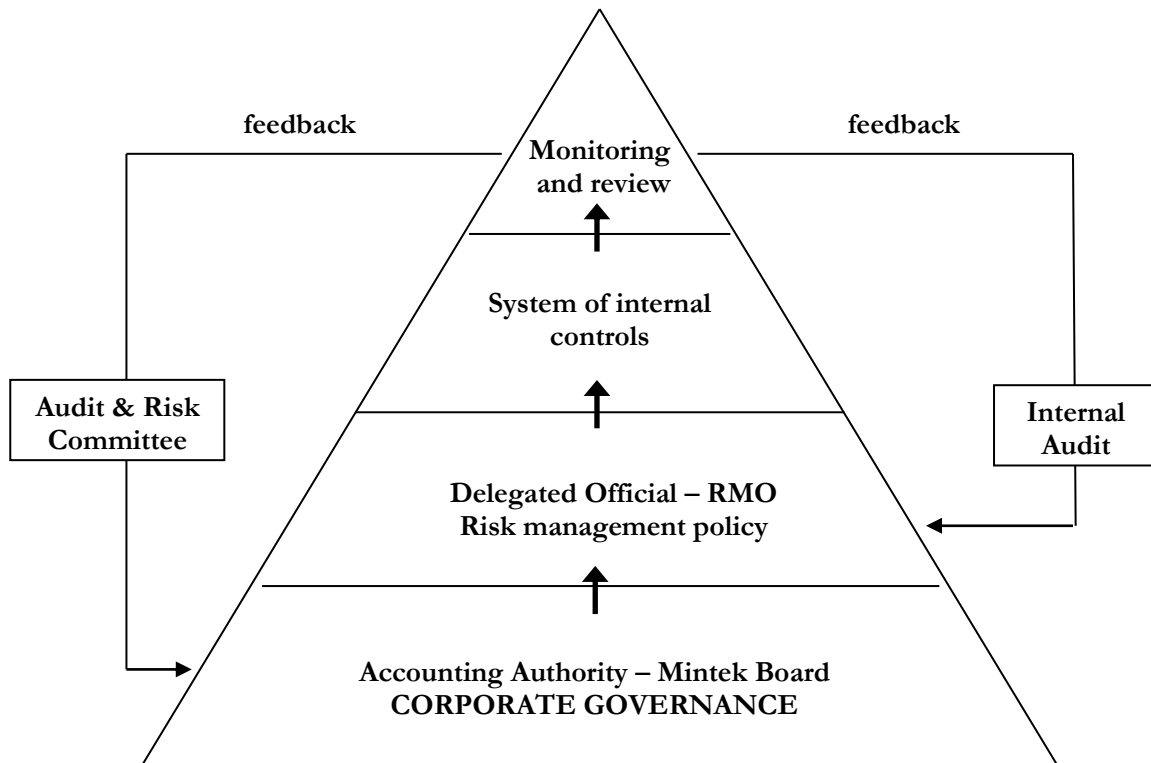 feedback
feedback
Monitoring
and review
System of internal
controls
Audit & Risk
Committee
Internal
Audit
Delegated Official – RMO
Risk management policy
Accounting Authority – Mintek Board
CORPORATE GOVERNANCE